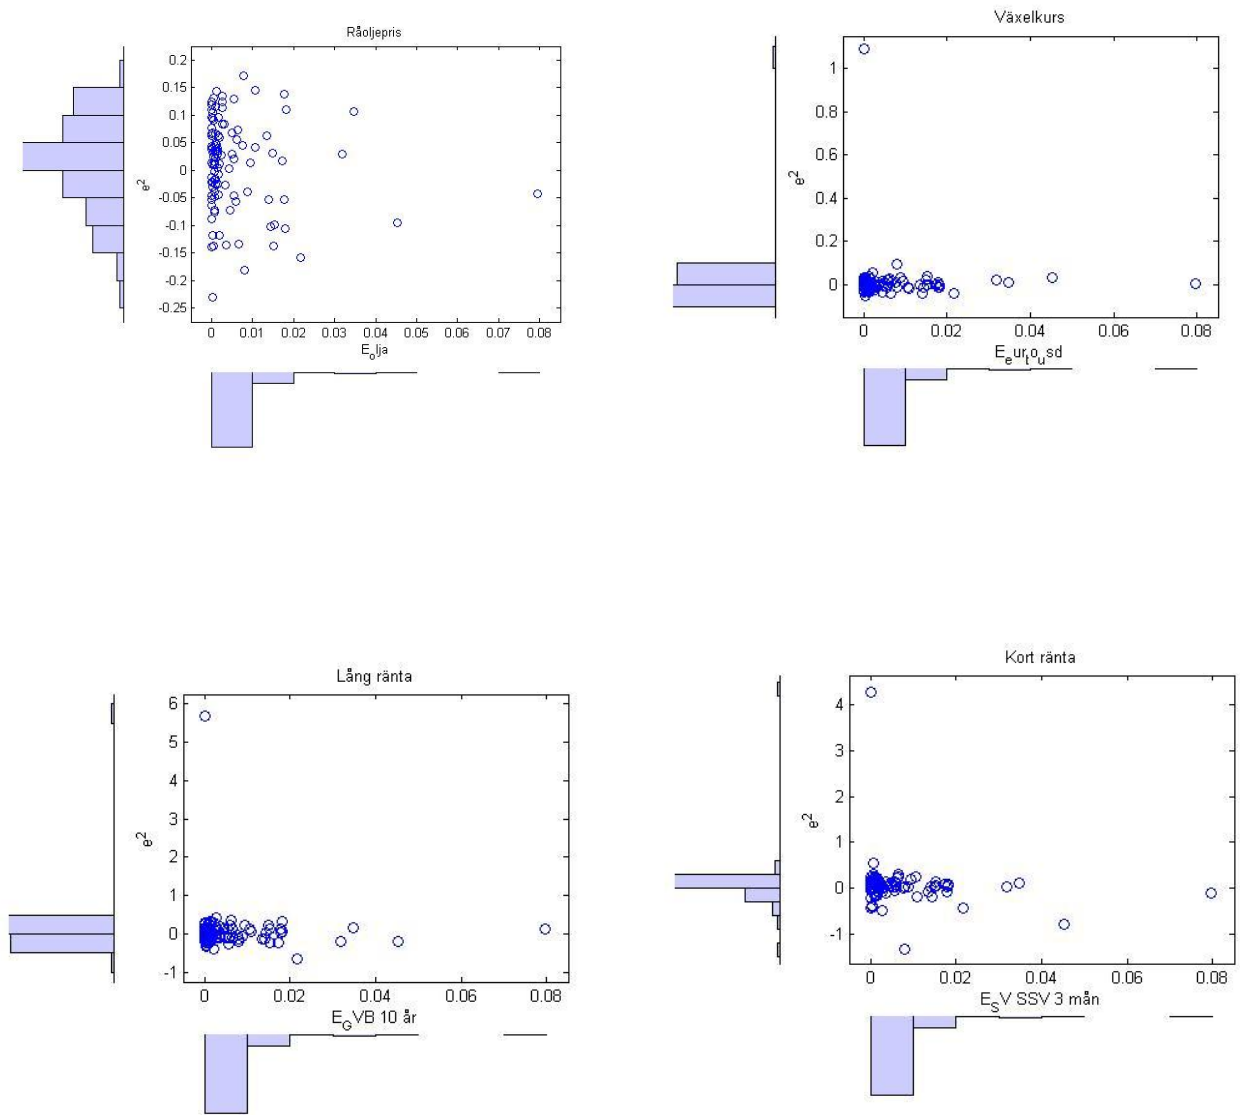 Råoljepris
0.2
0.15
0.1
0.05
0
-0.05
-0.1
-0.15
-0.2
-0.25
e²
0 0.01 0.02 0.03 0.04 0.05 0.06 0.07 0.08
Eₒlja
Växelkurs
1
0.8
0.6
0.4
0.2
0
e²
0 0.02 0.04 0.06 0.08
Eₑurₜoᵤsd
Lång ränta
6
5
4
3
2
1
0
-1
e²
0 0.02 0.04 0.06 0.08
E_GVB 10 år
Kort ränta
4
3
2
1
0
-1
e²
0 0.02 0.04 0.06 0.08
E_SV SSV 3 mån